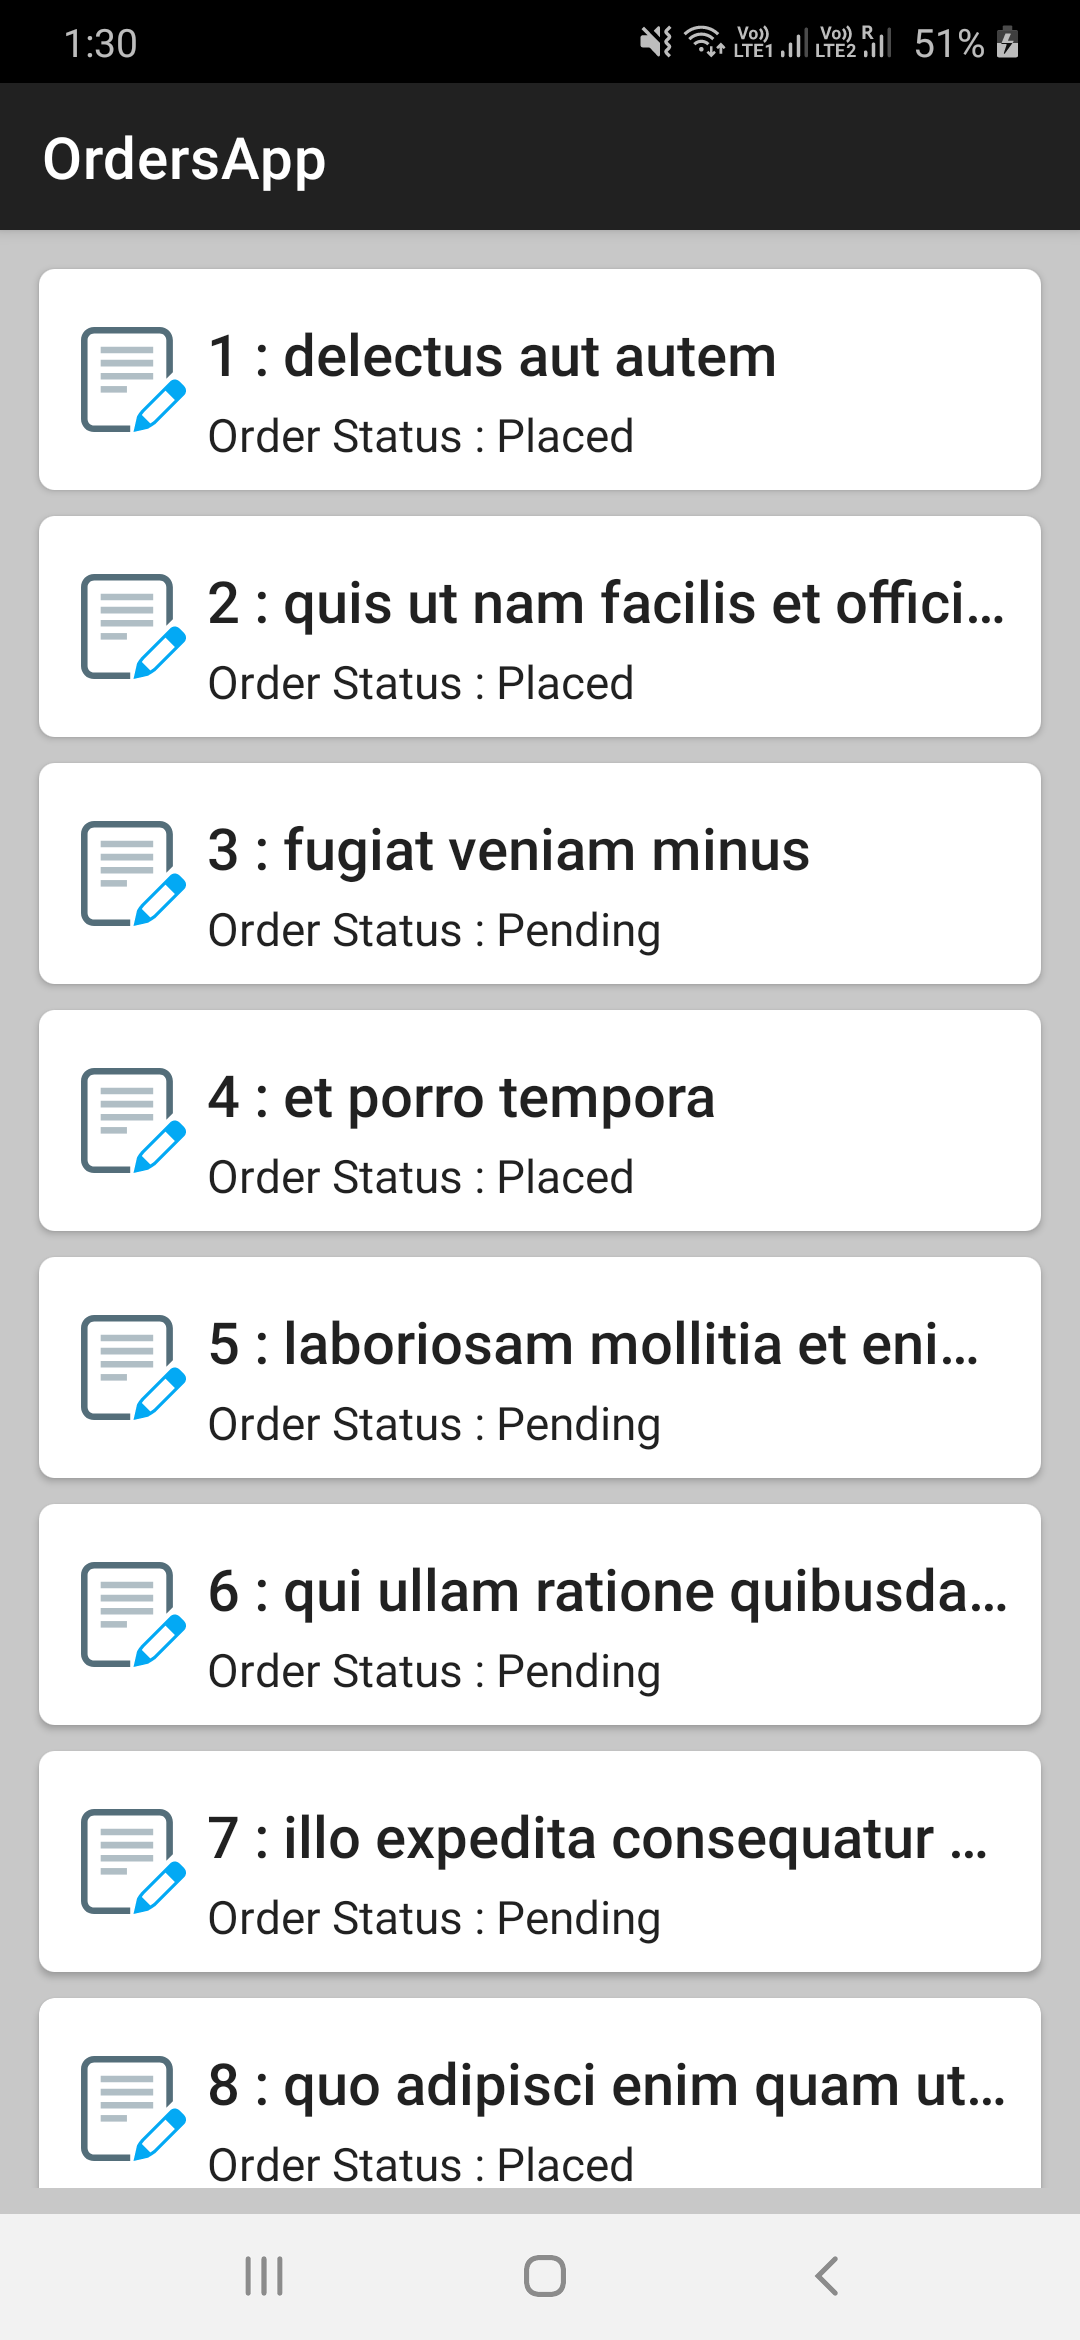 1:30
Vo)) LTE1 Vo)) LTE2 R 51%
OrdersApp
1 : delectus aut autem
Order Status : Placed
2 : quis ut nam facilis et offici...
Order Status : Placed
3 : fugiat veniam minus
Order Status : Pending
4 : et porro tempora
Order Status : Placed
5 : laboriosam mollitia et eni...
Order Status : Pending
6 : qui ullam ratione quibusda...
Order Status : Pending
7 : illo expedita consequatur ...
Order Status : Pending
8 : quo adipisci enim quam ut...
Order Status : Placed